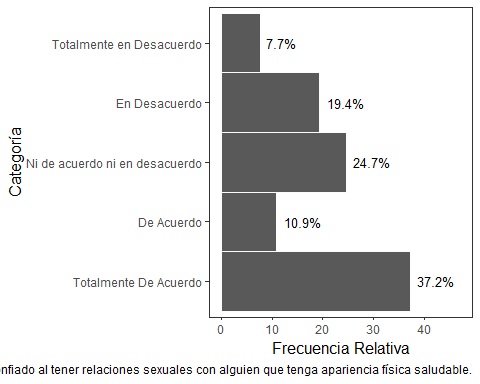 Totalmente en Desacuerdo
7.7%
En Desacuerdo
19.4%
Ni de acuerdo ni en desacuerdo
24.7%
De Acuerdo
10.9%
Totalmente De Acuerdo
37.2%
Categoría
0 10 20 30 40
Frecuencia Relativa
nfiado al tener relaciones sexuales con alguien que tenga apariencia física saludable.